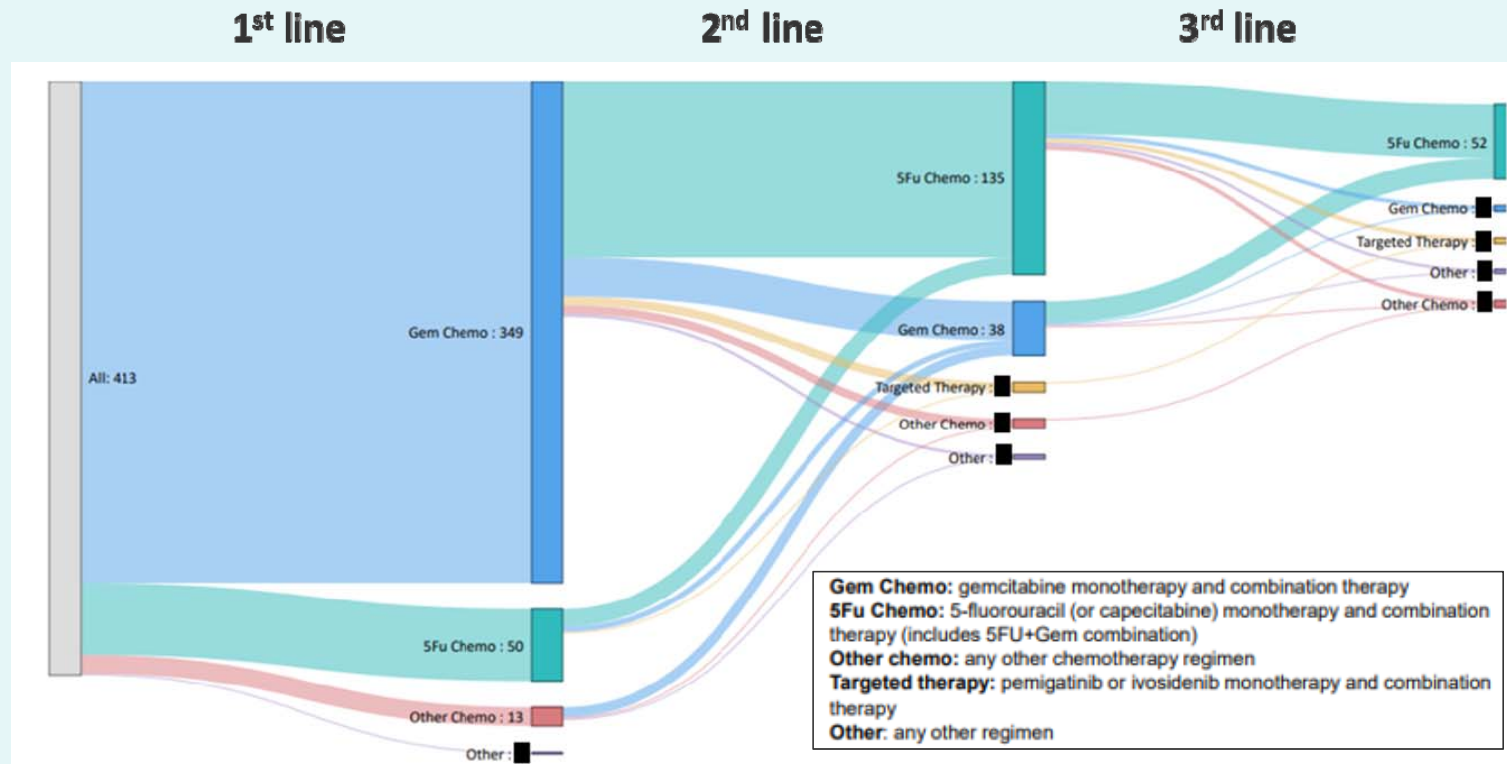 1st line
2nd line
3rd line
All: 413
Gem Chemo : 349
5Fu Chemo : 50
Other Chemo : 13
Other :
5Fu Chemo : 135
Gem Chemo : 38
Targeted Therapy :
Other Chemo :
Other :
5Fu Chemo : 52
Gem Chemo :
Targeted Therapy :
Other :
Other Chemo :
Gem Chemo: gemcitabine monotherapy and combination therapy
5Fu Chemo: 5-fluorouracil (or capecitabine) monotherapy and combination
therapy (includes 5FU+Gem combination)
Other chemo: any other chemotherapy regimen
Targeted therapy: pemigatinib or ivosidenib monotherapy and combination
therapy
Other: any other regimen